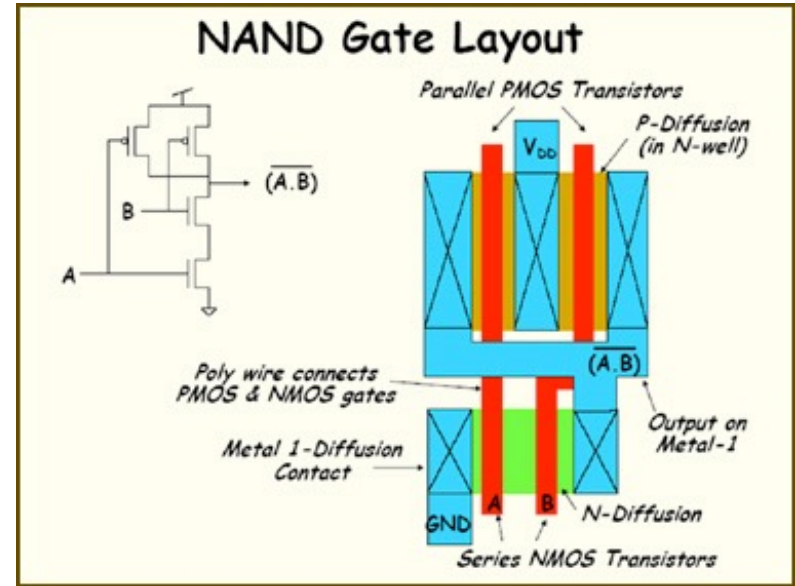 NAND Gate Layout
Parallel PMOS Transistors
P-Diffusion
(in N-well)
VDD
(A.B)
B
A
(A.B)
Poly wire connects
PMOS & NMOS gates
Output on
Metal-1
Metal 1-Diffusion
Contact
A
B
N-Diffusion
GND
Series NMOS Transistors